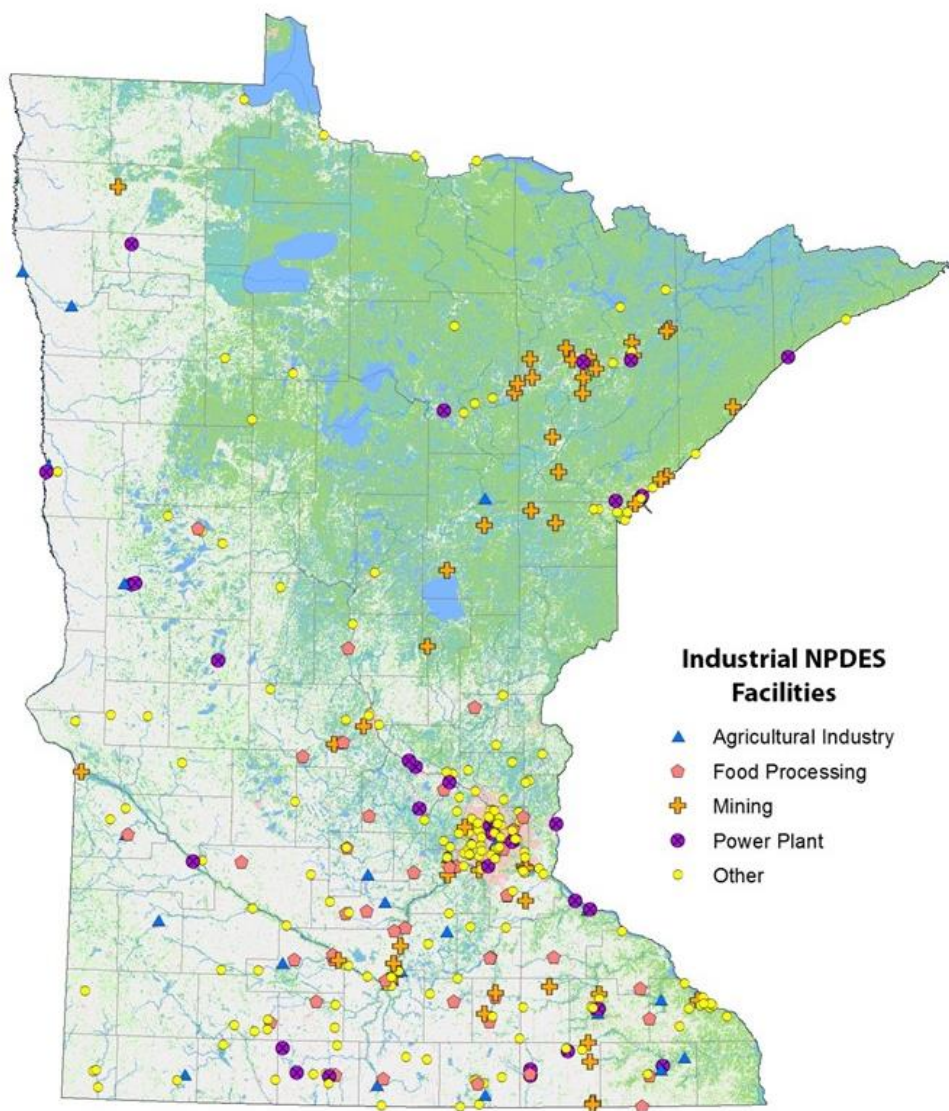 Industrial NPDES
Facilities
Agricultural Industry
Food Processing
Mining
Power Plant
Other